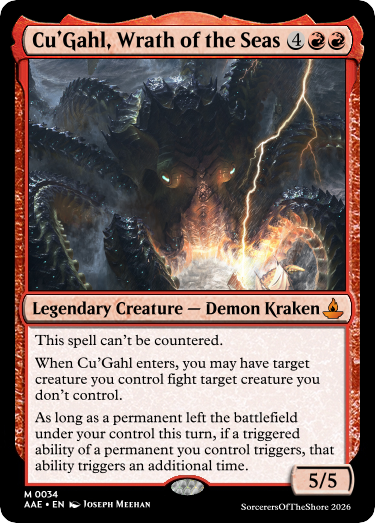 Cu'Gahl, Wrath of the Seas 4
Legendary Creature — Demon Kraken
This spell can't be countered.
When Cu'Gahl enters, you may have target
creature you control fight target creature you
don't control.
As long as a permanent left the battlefield
under your control this turn, if a triggered
ability of a permanent you control triggers, that
ability triggers an additional time.
5/5
M 0034
AAE • EN Joseph Meehan
SorcerersOfTheShore 2026